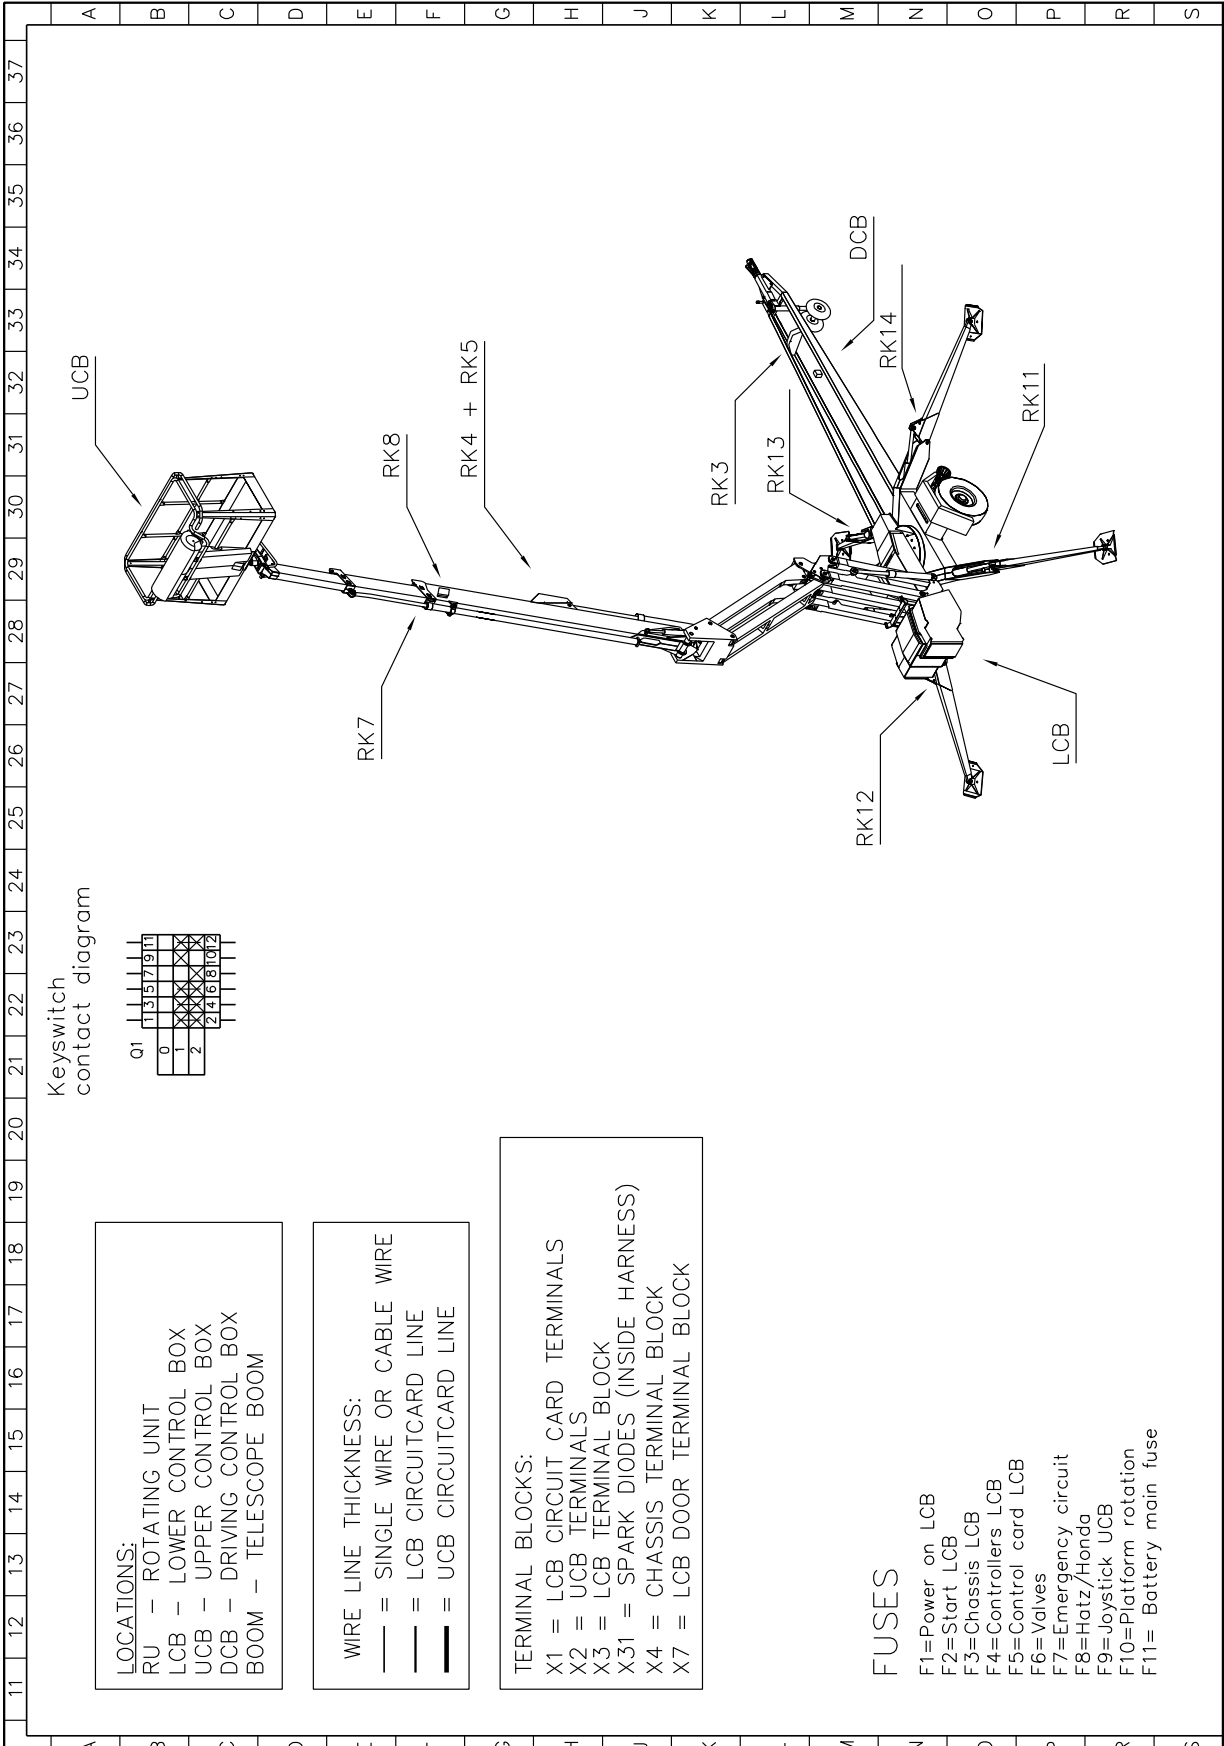 11 12 13 14 15 16 17 18 19 20 21 22 23 24 25 26 27 28 29 30 31 32 33 34 35 36 37
A
B
C
D
E
F
G
H
J
K
L
M
N
O
P
R
S
LOCATIONS:
RU - ROTATING UNIT
LCB - LOWER CONTROL BOX
UCB - UPPER CONTROL BOX
DCB - DRIVING CONTROL BOX
BOOM - TELESCOPE BOOM
WIRE LINE THICKNESS:
= SINGLE WIRE OR CABLE WIRE
= LCB CIRCUITCARD LINE
= UCB CIRCUITCARD LINE
TERMINAL BLOCKS:
X1 = LCB CIRCUIT CARD TERMINALS
X2 = UCB TERMINALS
X3 = LCB TERMINAL BLOCK
X31 = SPARK DIODES (INSIDE HARNESS)
X4 = CHASSIS TERMINAL BLOCK
X7 = LCB DOOR TERMINAL BLOCK
FUSES
F1=Power on LCB
F2=Start LCB
F3=Chassis LCB
F4=Controllers LCB
F5=Control card LCB
F6=Valves
F7=Emergency circuit
F8=Hatz/Honda
F9=Joystick UCB
F10=Platform rotation
F11= Battery main fuse
Keyswitch
contact diagram
Q1
1 3 5 7 9 11
0
1
2
2 4 6 8 10 12
UCB
RK8
RK4 + RK5
RK7
RK3
RK13
DCB
RK14
RK11
RK12
LCB
A
B
C
D
E
F
G
H
J
K
L
M
N
O
P
R
S